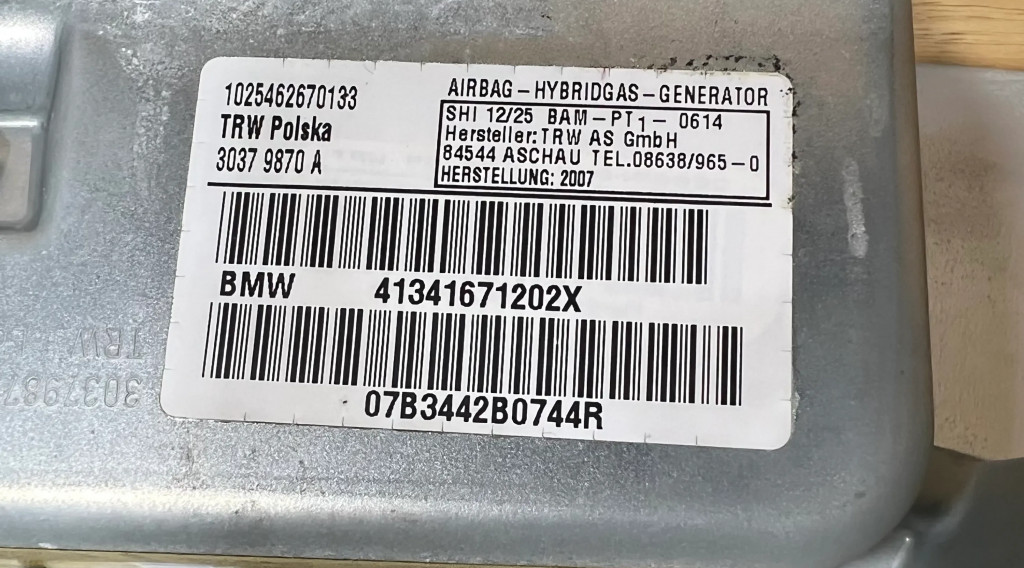 1025462670133
TRW Polska
3037 9870 A
AIRBAG-HYBRIDGAS-GENERATOR
SHI 12/25 BAM-PT1-0614
Hersteller:TRW AS GmbH
84544 ASCHAU TEL.08638/965-0
HERSTELLUNG: 2007
BMW 41341671202X
07B3442B0744R
TRW